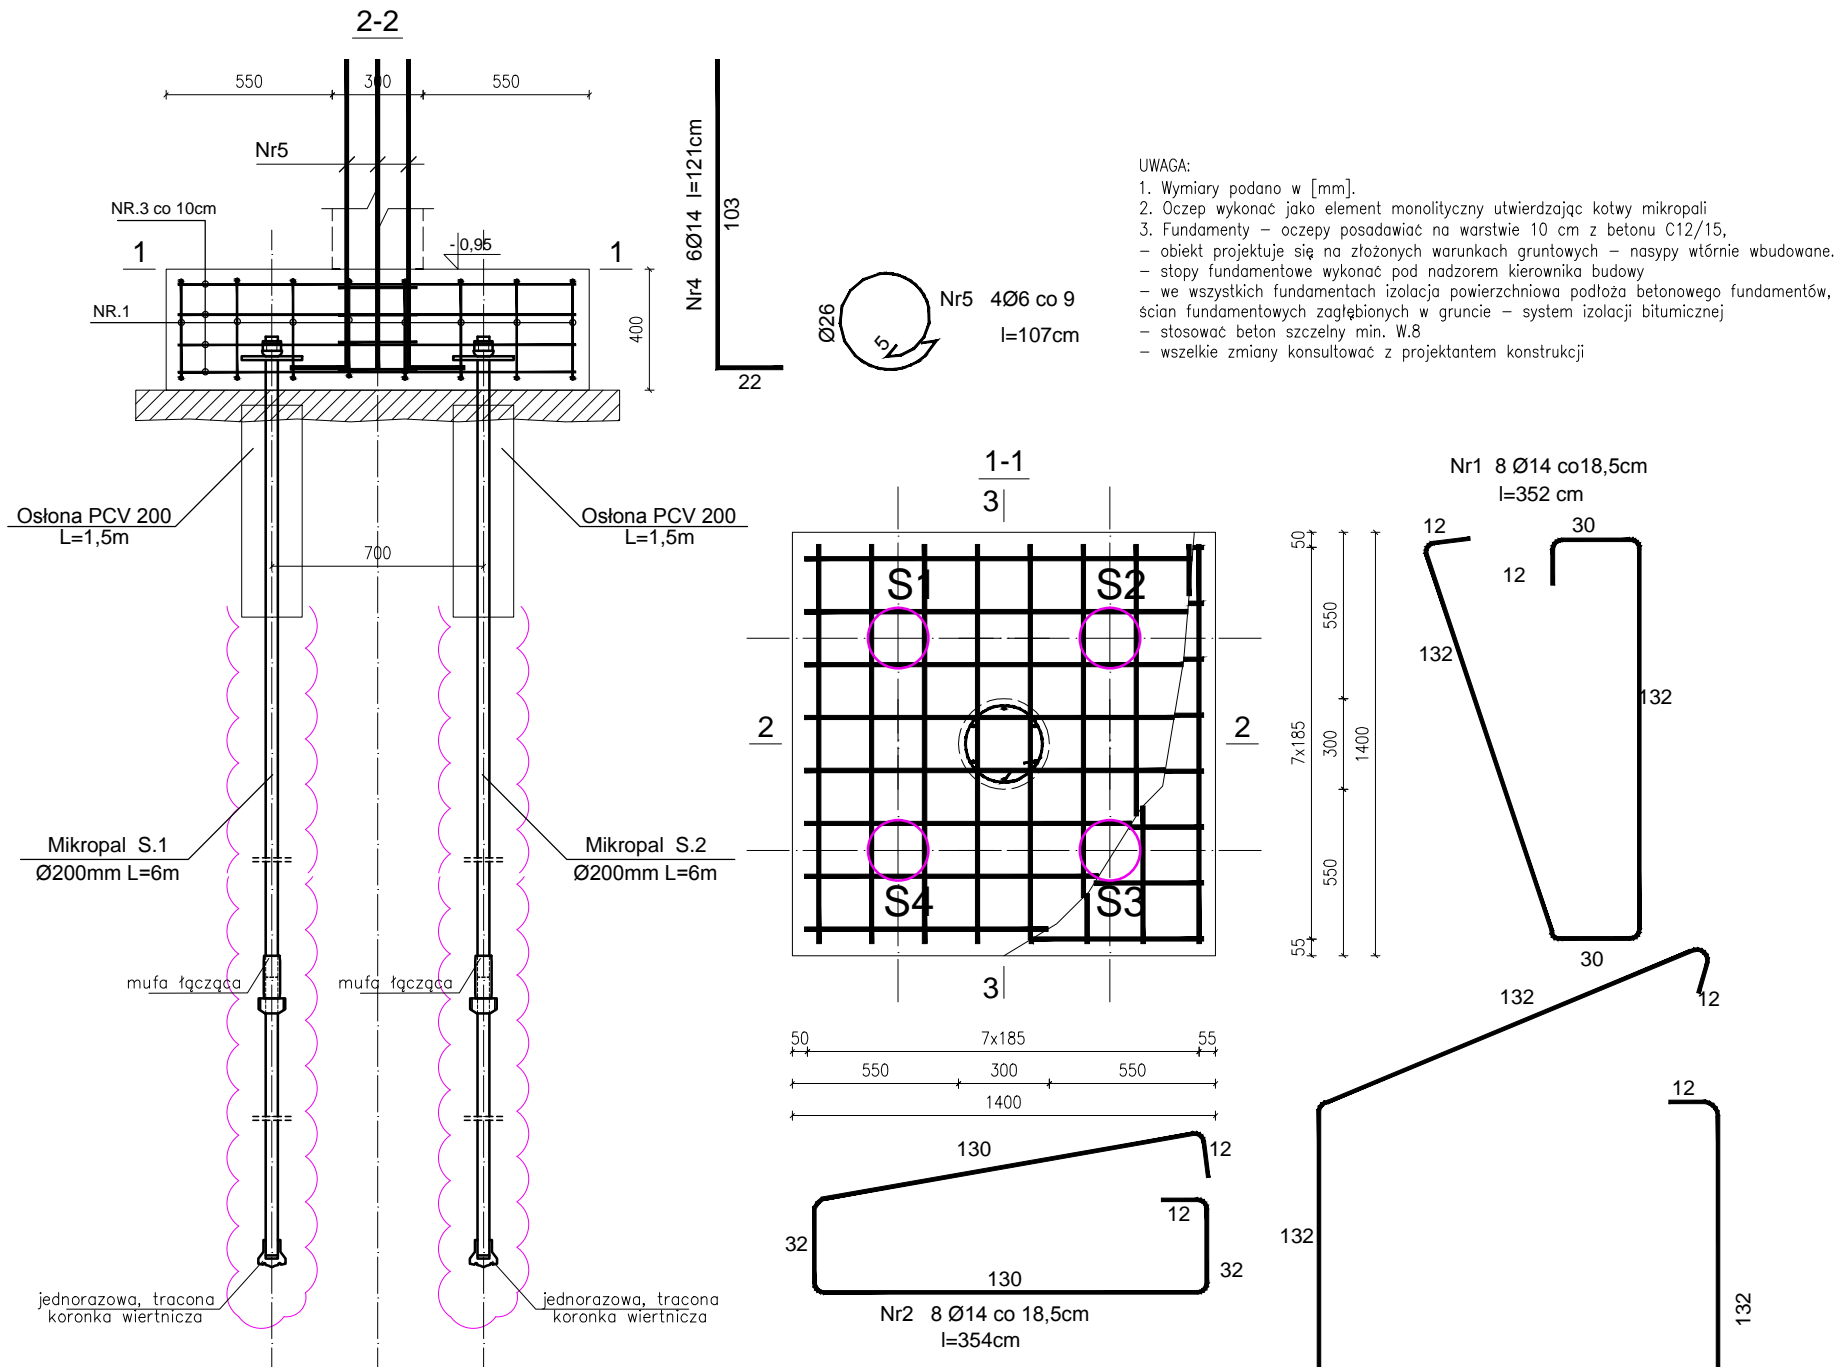 2-2
550
300
550
Nr5
NR.3 co 10cm
1
- 0,95
1
NR.1
400
Osłona PCV 200
L=1,5m
Osłona PCV 200
L=1,5m
700
Mikropal S.1
Ø200mm L=6m
Mikropal S.2
Ø200mm L=6m
mufa łącząca
mufa łącząca
jednorazowa, tracona
koronka wiertnicza
jednorazowa, tracona
koronka wiertnicza
Nr4 6Ø14 l=121cm
103
22
Ø26
5
Nr5 4Ø6 co 9
l=107cm
UWAGA:
1. Wymiary podano w [mm].
2. Oczep wykonać jako element monolityczny utwierdzając kotwy mikropali
3. Fundamenty – oczepy posadawiać na warstwie 10 cm z betonu C12/15,
– obiekt projektuje się na złożonych warunkach gruntowych – nasypy wtórnie wbudowane.
– stopy fundamentowe wykonać pod nadzorem kierownika budowy
– we wszystkich fundamentach izolacja powierzchniowa podłoża betonowego fundamentów,
ścian fundamentowych zagłębionych w gruncie – system izolacji bitumicznej
– stosować beton szczelny min. W.8
– wszelkie zmiany konsultować z projektantem konstrukcji
1-1
3
S1
S2
2
2
S4
S3
3
50
7x185
55
550
300
550
1400
50
7x185
55
550
300
550
1400
Nr1 8 Ø14 co18,5cm
l=352 cm
12
30
12
132
132
30
130
12
12
32
32
130
Nr2 8 Ø14 co 18,5cm
l=354cm
132
12
12
132
132